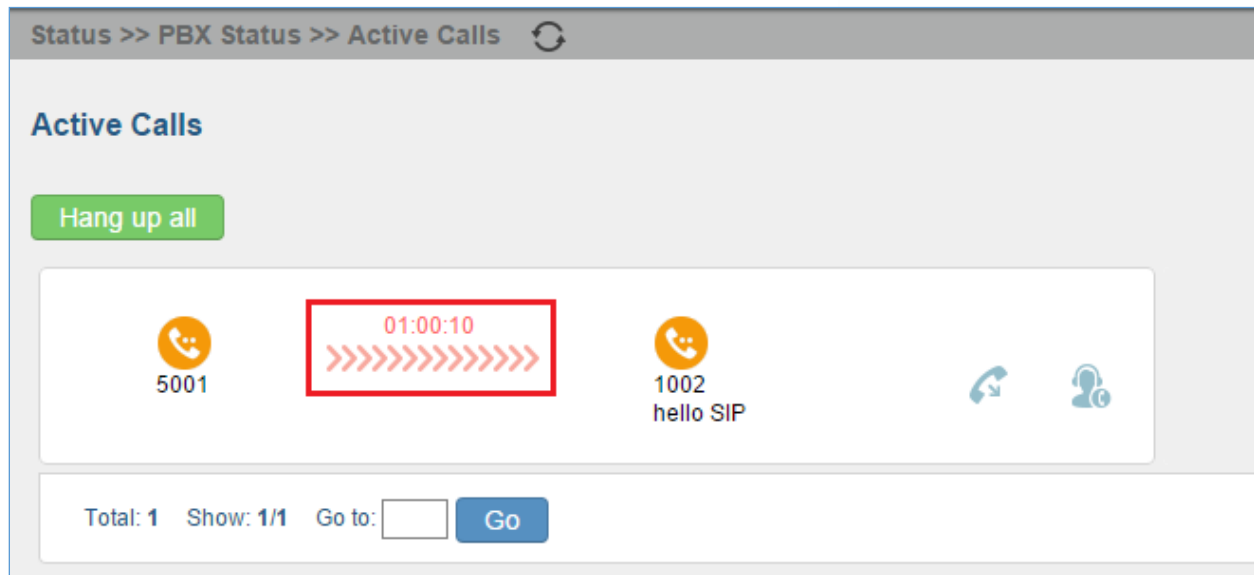 Status >> PBX Status >> Active Calls
Active Calls
Hang up all
01:00:10
5001
1002
hello SIP
Total: 1 Show: 1/1 Go to: Go